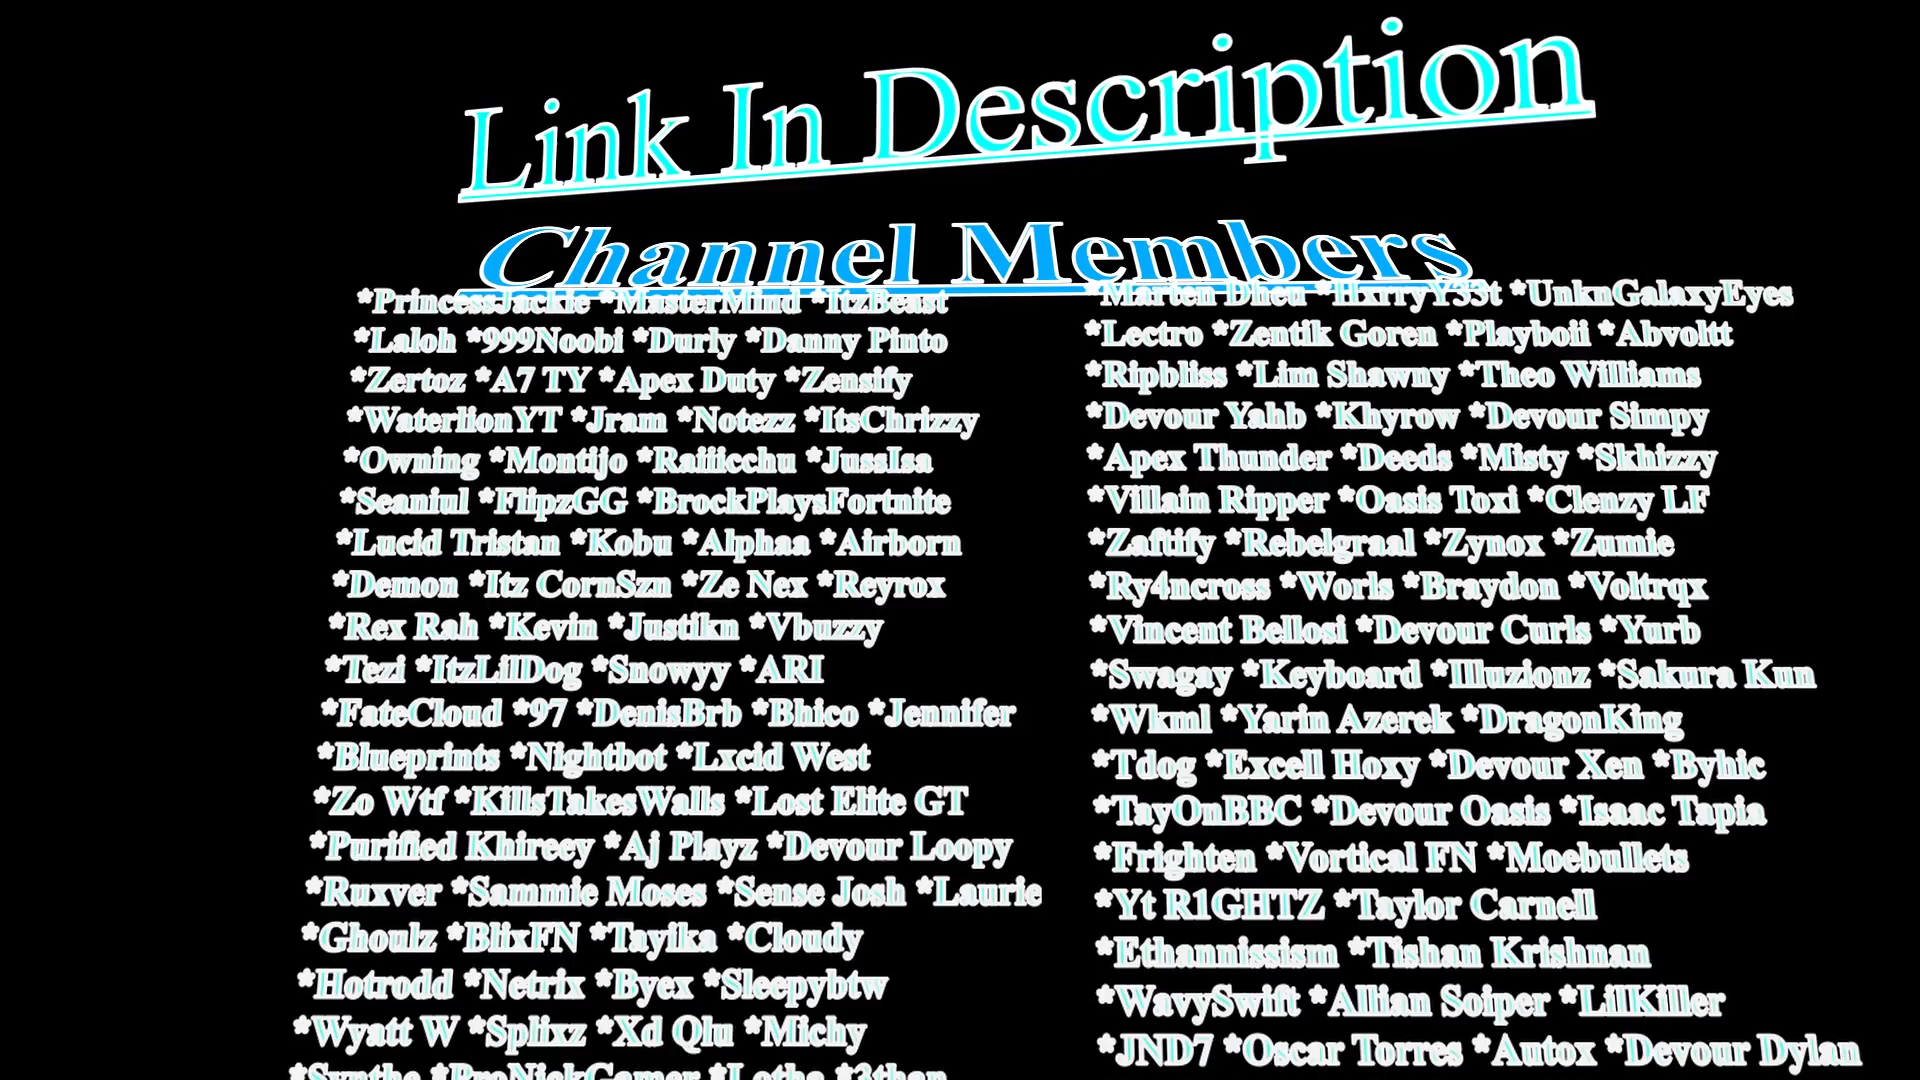 Link In Description
Channel Members
*PrincessJackie *MasterMind *ItzBeast
*Laloh *999Noobi *Durly *Danny Pinto
*Zertoz *A7 TY *Apex Duty *Zensify
*WaterlionYT *Jram *Notezz *ItsChrizzy
*Owning *Montijo *Raiiicchu *JussIsa
*Seaniul *FlipzGG *BrockPlaysFortnite
*Lucid Tristan *Kobu *Alphaa *Airborn
*Demon *Itz CornSzn *Ze Nex *Reyrox
*Rex Rah *Kevin *Justikn *Vbuzzy
*Tezi *ItzLilDog *Snowyy *ARI
*FateCloud *97 *DenisBrb *Bhico *Jennifer
*Blueprints *Nightbot *Lxcid West
*Zo Wtf *KillsTakesWalls *Lost Elite GT
*Purified Khireey *Aj Playz *Devour Loopy
*Ruxver *Sammie Moses *Sense Josh *Laurie
*Ghoulz *BlixFN *Tayika *Cloudy
*Hotrodd *Netrix *Byex *Sleepybtw
*Wyatt W *Splixz *Xd Qlu *Michy
*Synthe *ProNickGamer *Lotha *3than
*Marten Dheu *HxrryY33t *UnknGalaxyEyes
*Lectro *Zentik Goren *Playboii *Abvoltt
*Ripbliss *Lim Shawny *Theo Williams
*Devour Yahb *Khyrow *Devour Simpy
*Apex Thunder *Deeds *Misty *Skhizzy
*Villain Ripper *Oasis Toxi *Clenzy LF
*Zaftify *Rebelgraal *Zynox *Zumie
*Ry4ncross *Worls *Braydon *Voltrqx
*Vincent Bellosi *Devour Curls *Yurb
*Swagay *Keyboard *Illuzionz *Sakura Kun
*Wkml *Yarin Azerek *DragonKing
*Tdog *Excell Hoxy *Devour Xen *Byhic
*TayOnBBC *Devour Oasis *Isaac Tapia
*Frighten *Vortical FN *Moebullets
*Yt R1GHTZ *Taylor Carnell
*Ethannissism *Tishan Krishnan
*WavySwift *Allian Soiper *LilKiller
*JND7 *Oscar Torres *Autox *Devour Dylan